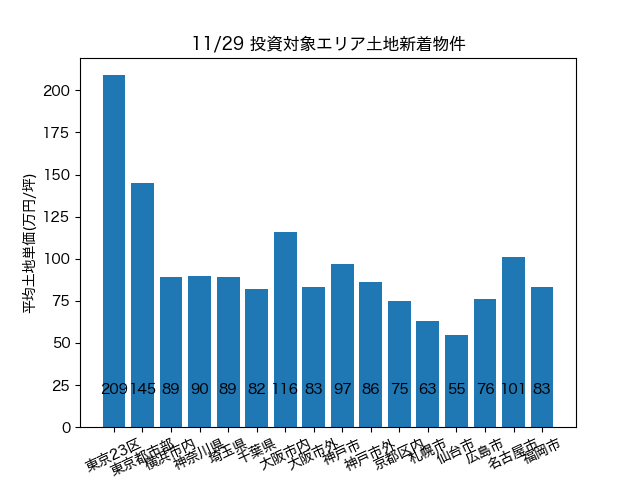 11/29 投資対象エリア土地新着物件
平均土地単価(万円/坪)
200
175
150
125
100
75
50
25
0
209 145 89 90 89 82 116 83 97 86 75 63 55 76 101 83
東京23区 東京都市部 横浜市内 神奈川県 埼玉県 千葉県 大阪市内 大阪市外 神戸市 神戸市外 京都区内 札幌市 仙台市 広島市 名古屋市 福岡市